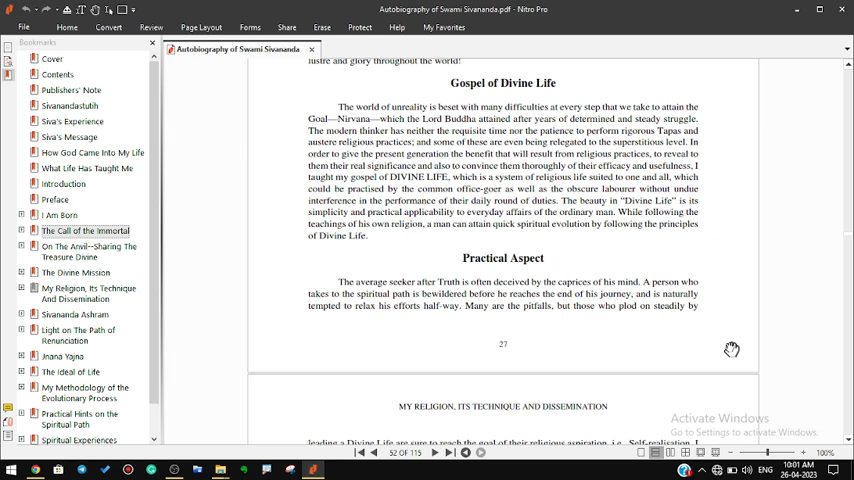 Autobiography of Swami Sivananda.pdf - Nitro Pro
File
Home
Convert
Review
Page Layout
Forms
Share
Erase
Protect
Help
My Favorites
Bookmarks
Autobiography of Swami Sivananda
Cover
Contents
Publishers' Note
Sivanandastutih
Siva's Experience
Siva's Message
How God Came Into My Life
What Life Has Taught Me
Introduction
Preface
I Am Born
The Call of the Immortal
On The Anvil--Sharing The
Treasure Divine
The Divine Mission
My Religion, Its Technique
And Dissemination
Sivananda Ashram
Light on The Path of
Renunciation
Jnana Yajna
The Ideal of Life
My Methodology of the
Evolutionary Process
Practical Hints on the
Spiritual Path
Spiritual Experiences
lustre and glory throughout the world!
Gospel of Divine Life
The world of unreality is beset with many difficulties at every step that we take to attain the
Goal—Nirvana—which the Lord Buddha attained after years of determined and steady struggle.
The modern thinker has neither the requisite time nor the patience to perform rigorous Tapas and
austere religious practices; and some of these are even being relegated to the superstitious level. In
order to give the present generation the benefit that will result from religious practices, to reveal to
them their real significance and also to convince them thoroughly of their efficacy and usefulness, I
taught my gospel of DIVINE LIFE, which is a system of religious life suited to one and all, which
could be practised by the common office-goer as well as the obscure labourer without undue
interference in the performance of their daily round of duties. The beauty in "Divine Life" is its
simplicity and practical applicability to everyday affairs of the ordinary man. While following the
teachings of his own religion, a man can attain quick spiritual evolution by following the principles
of Divine Life.
Practical Aspect
The average seeker after Truth is often deceived by the caprices of his mind. A person who
takes to the spiritual path is bewildered before he reaches the end of his journey, and is naturally
tempted to relax his efforts half-way. Many are the pitfalls, but those who plod on steadily by
27
MY RELIGION, ITS TECHNIQUE AND DISSEMINATION
leading a Divine Life are sure to reach the goal of their religious aspiration, i.e., Self-realisation. I
Activate Windows
Go to Settings to activate Windows.
52 OF 115
100%
ENG
10:01 AM
26-04-2023